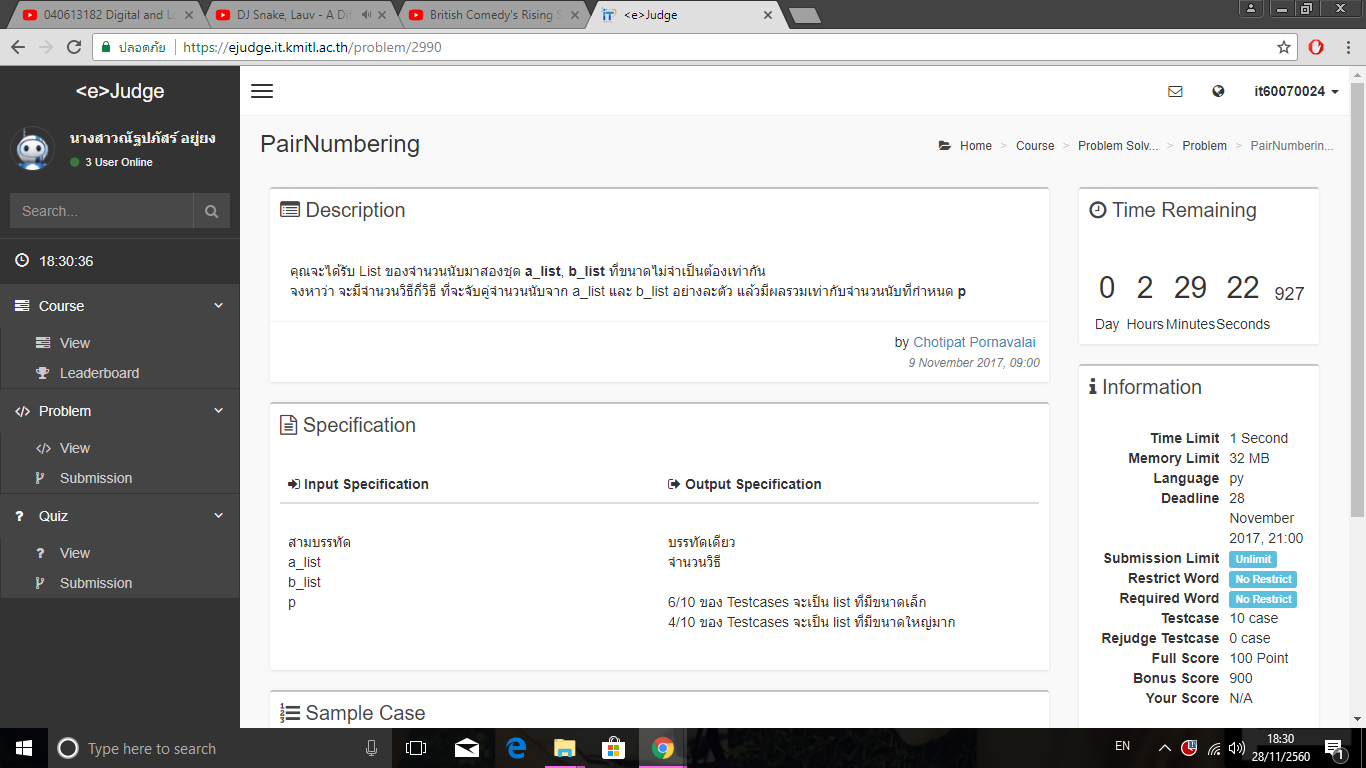 040613182 Digital and L
DJ Snake, Lauv - A Dif
British Comedy's Rising S
<e>Judge
ปลอดภัย https://ejudge.it.kmitl.ac.th/problem/2990
<e>Judge
it60070024
นางสาวณัฐปภัสร์ อยู่ยง
3 User Online
PairNumbering
Home > Course > Problem Solv... > Problem > PairNumberin...
Search...
18:30:36
Course
View
Leaderboard
Problem
View
Submission
Quiz
View
Submission
Description
คุณจะได้รับ List ของจำนวนนับมาสองชุด a_list, b_list ที่ขนาดไม่จำเป็นต้องเท่ากัน
จงหาว่า จะมีจำนวนวิธีกี่วิธี ที่จะจับคู่จำนวนนับจาก a_list และ b_list อย่างละตัว แล้วมีผลรวมเท่ากับจำนวนนับที่กำหนด p
by Chotipat Pornavalai
9 November 2017, 09:00
Specification
Input Specification
สามบรรทัด
a_list
b_list
p
Output Specification
บรรทัดเดียว
จำนวนวิธี
6/10 ของ Testcases จะเป็น list ที่มีขนาดเล็ก
4/10 ของ Testcases จะเป็น list ที่มีขนาดใหญ่มาก
Sample Case
Time Remaining
0 2 29 22 927
Day Hours Minutes Seconds
Information
Time Limit 1 Second
Memory Limit 32 MB
Language py
Deadline 28
November
2017, 21:00
Submission Limit Unlimit
Restrict Word No Restrict
Required Word No Restrict
Testcase 10 case
Rejudge Testcase 0 case
Full Score 100 Point
Bonus Score 900
Your Score N/A
Type here to search
EN
18:30
28/11/2560
1